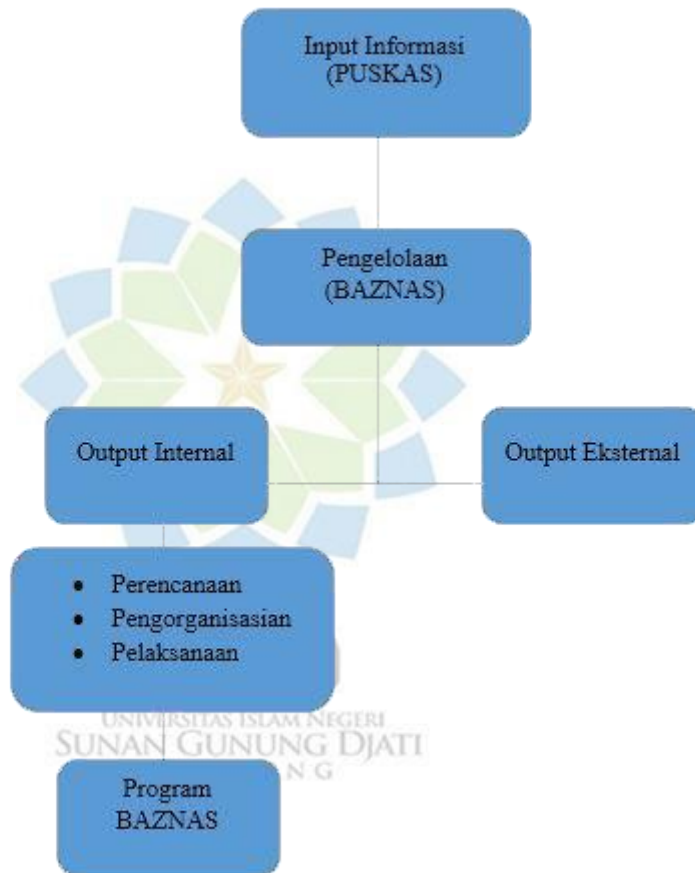 Input Informasi
(PUSKAS)
Pengelolaan
(BAZNAS)
Output Internal
Output Eksternal
• Perencanaan
• Pengorganisasian
• Pelaksanaan
UNIVERSITAS ISLAM NEGERI
SUNAN GUNUNG DJATI
N G
Program
BAZNAS